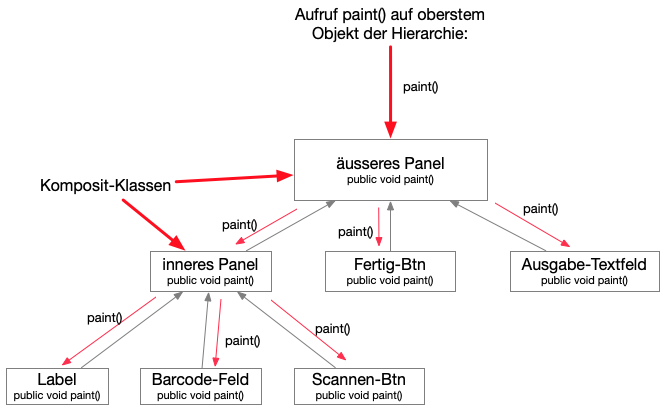 Aufruf paint() auf oberstem
Objekt der Hierarchie:
paint()
äusseres Panel
public void paint()
Komposit-Klassen
paint()
paint()
paint()
inneres Panel
public void paint()
Fertig-Btn
public void paint()
Ausgabe-Textfeld
public void paint()
paint()
paint()
paint()
Label
public void paint()
Barcode-Feld
public void paint()
Scannen-Btn
public void paint()